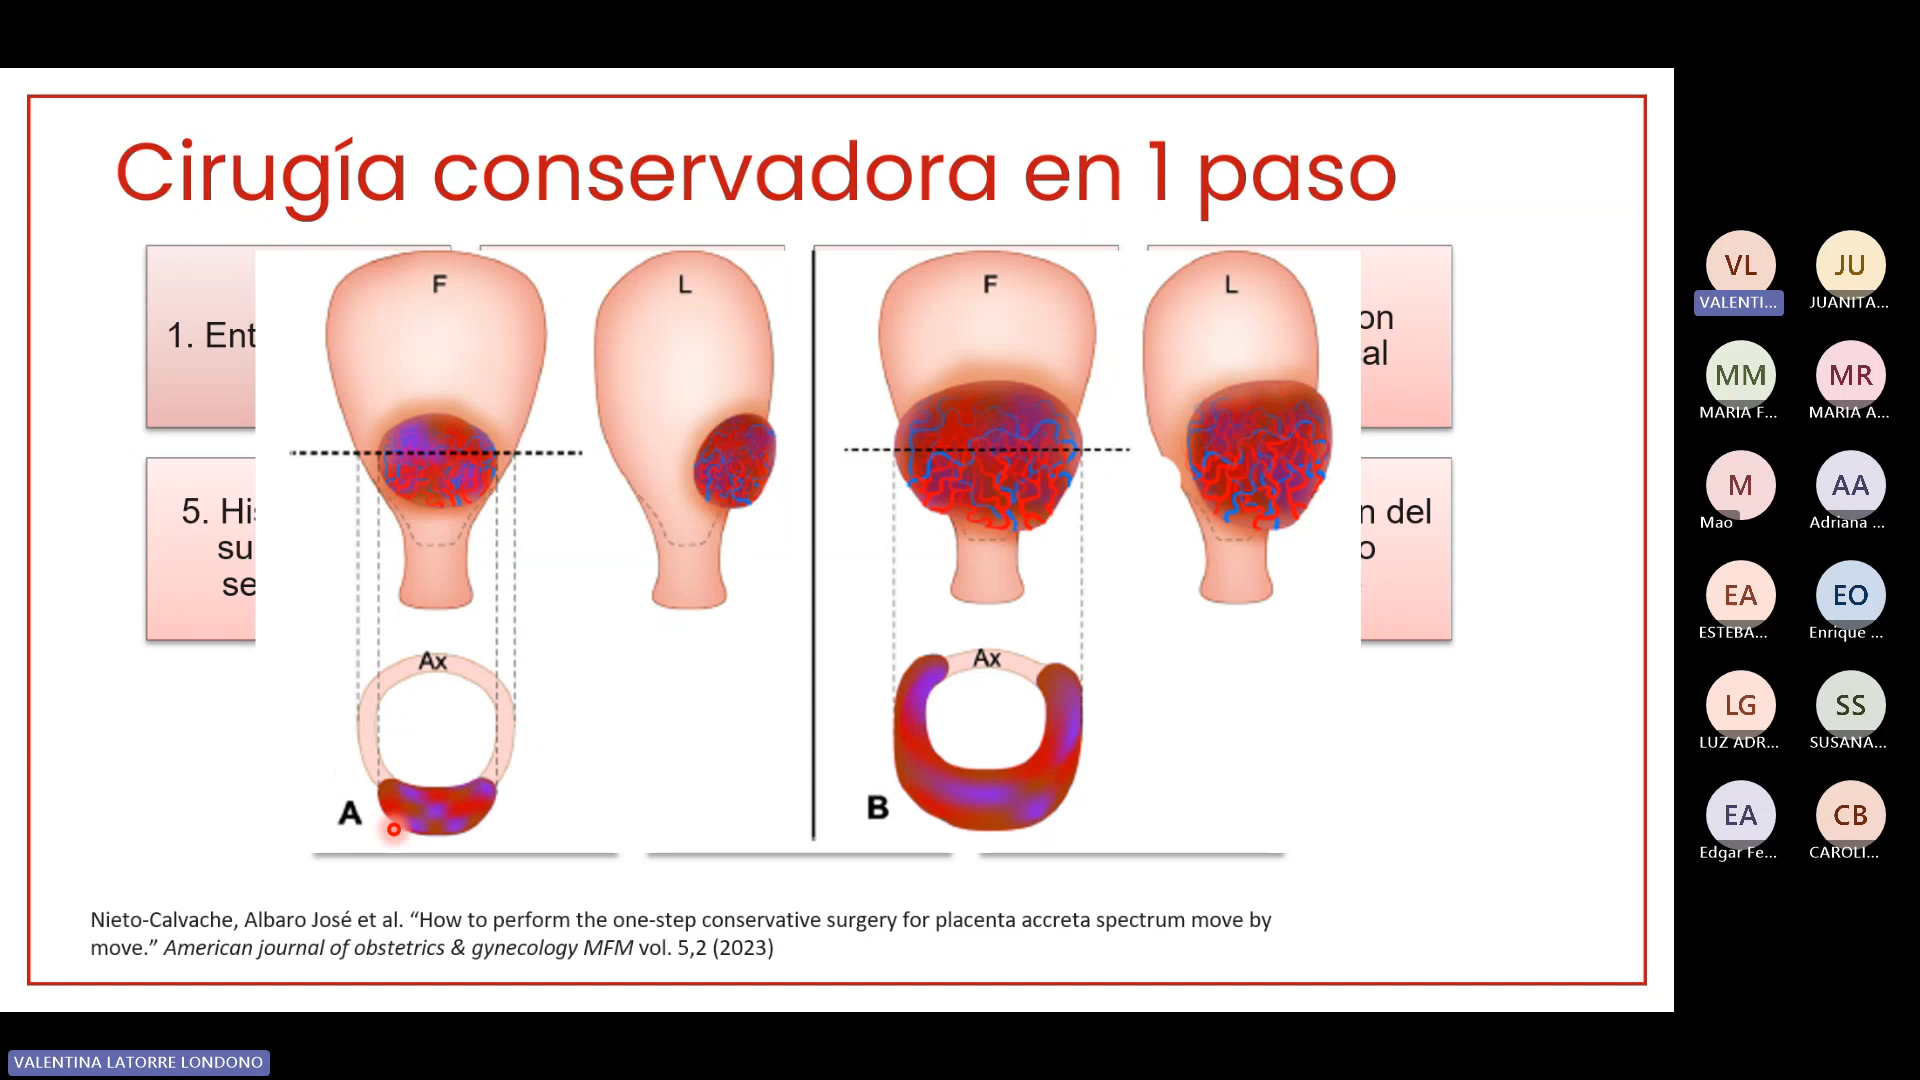 Cirugía conservadora en 1 paso
F
L
F
L
1. Ent
on
al
5. His
su
se
n del
o
Ax
Ax
A
B
Nieto-Calvache, Albaro José et al. “How to perform the one-step conservative surgery for placenta accreta spectrum move by
move.” American journal of obstetrics & gynecology MFM vol. 5,2 (2023)
VL
JU
VALENTI...
JUANITA...
MM
MR
MARIA F...
MARIA A...
M
AA
Mao
Adriana ...
EA
EO
ESTEBA...
Enrique ...
LG
SS
LUZ ADR...
SUSANA...
EA
CB
Edgar Fe...
CAROLI...
VALENTINA LATORRE LONDONO